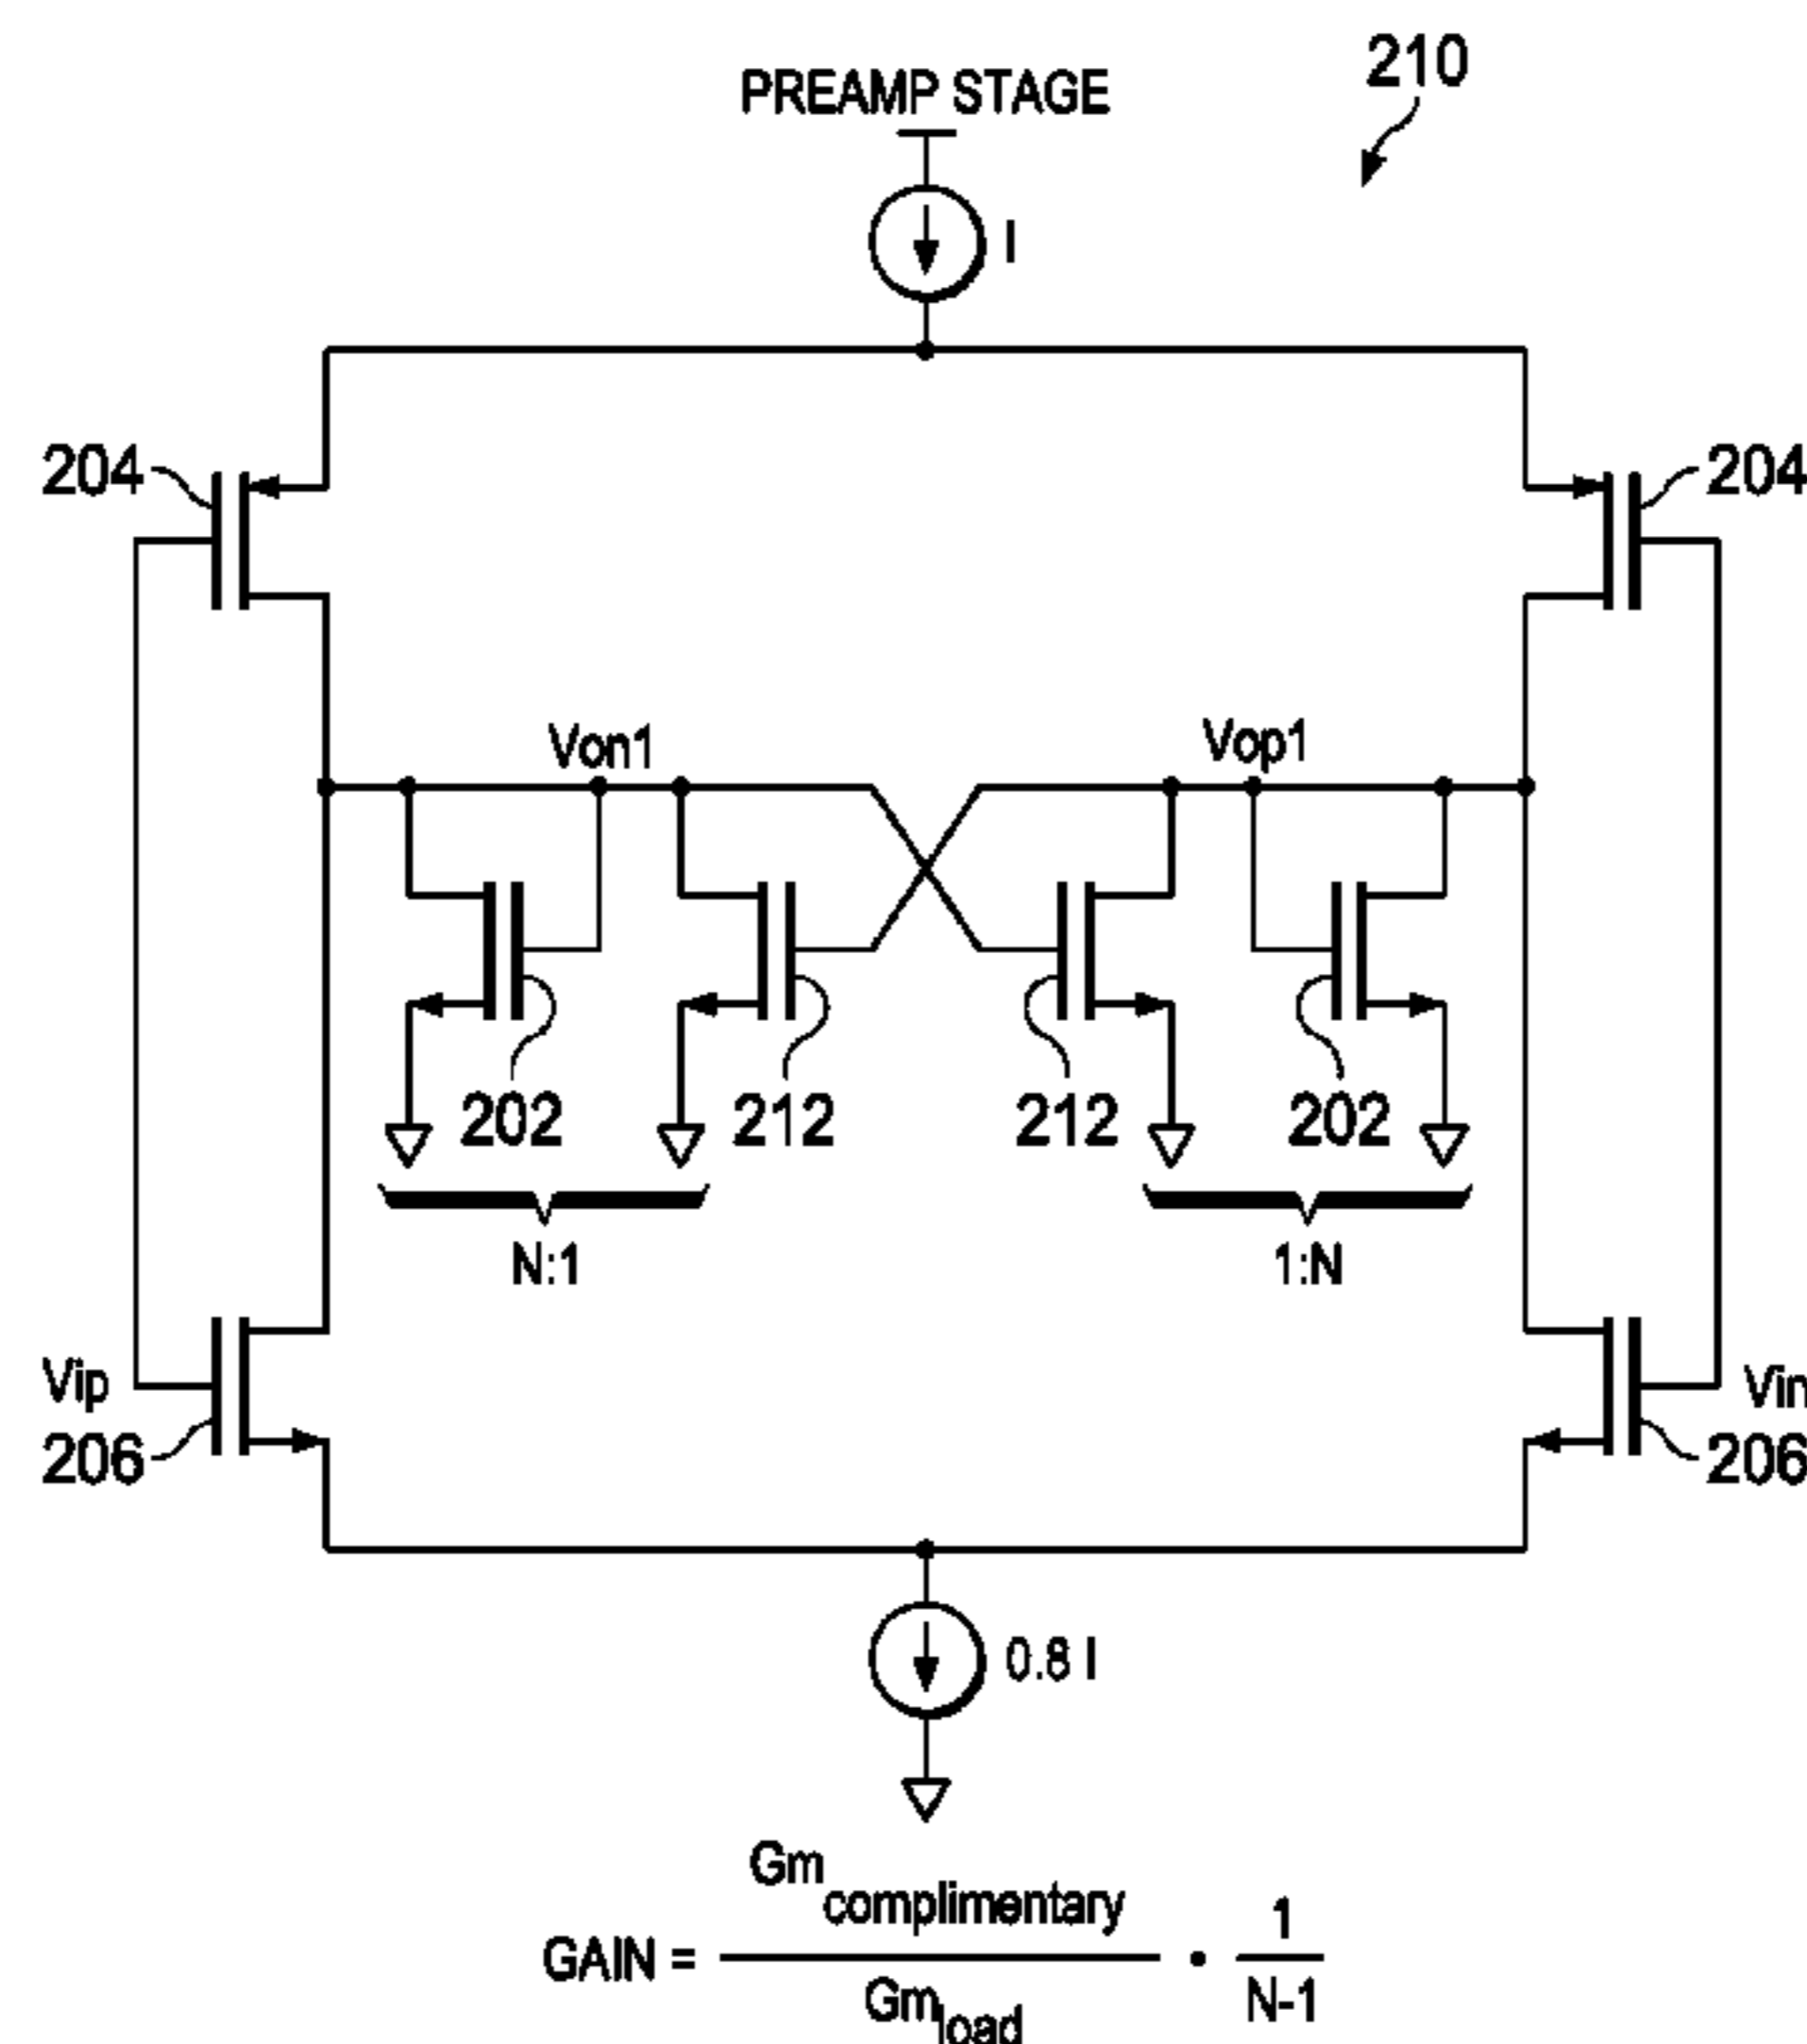 210
PREAMP STAGE
I
204
204
Von1
Vop1
202
212
212
202
N:1
1:N
Vip
Vin
206
206
0.8 I
GAIN = Gm complimentary / Gm load • 1 / N-1